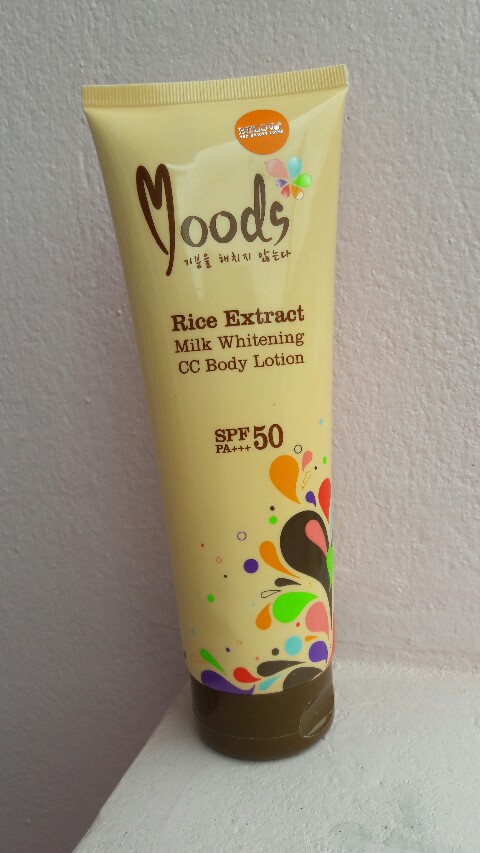 Moods
기분을 해치지 않는다
Rice Extract
Milk Whitening
CC Body Lotion
SPF 50
PA+++